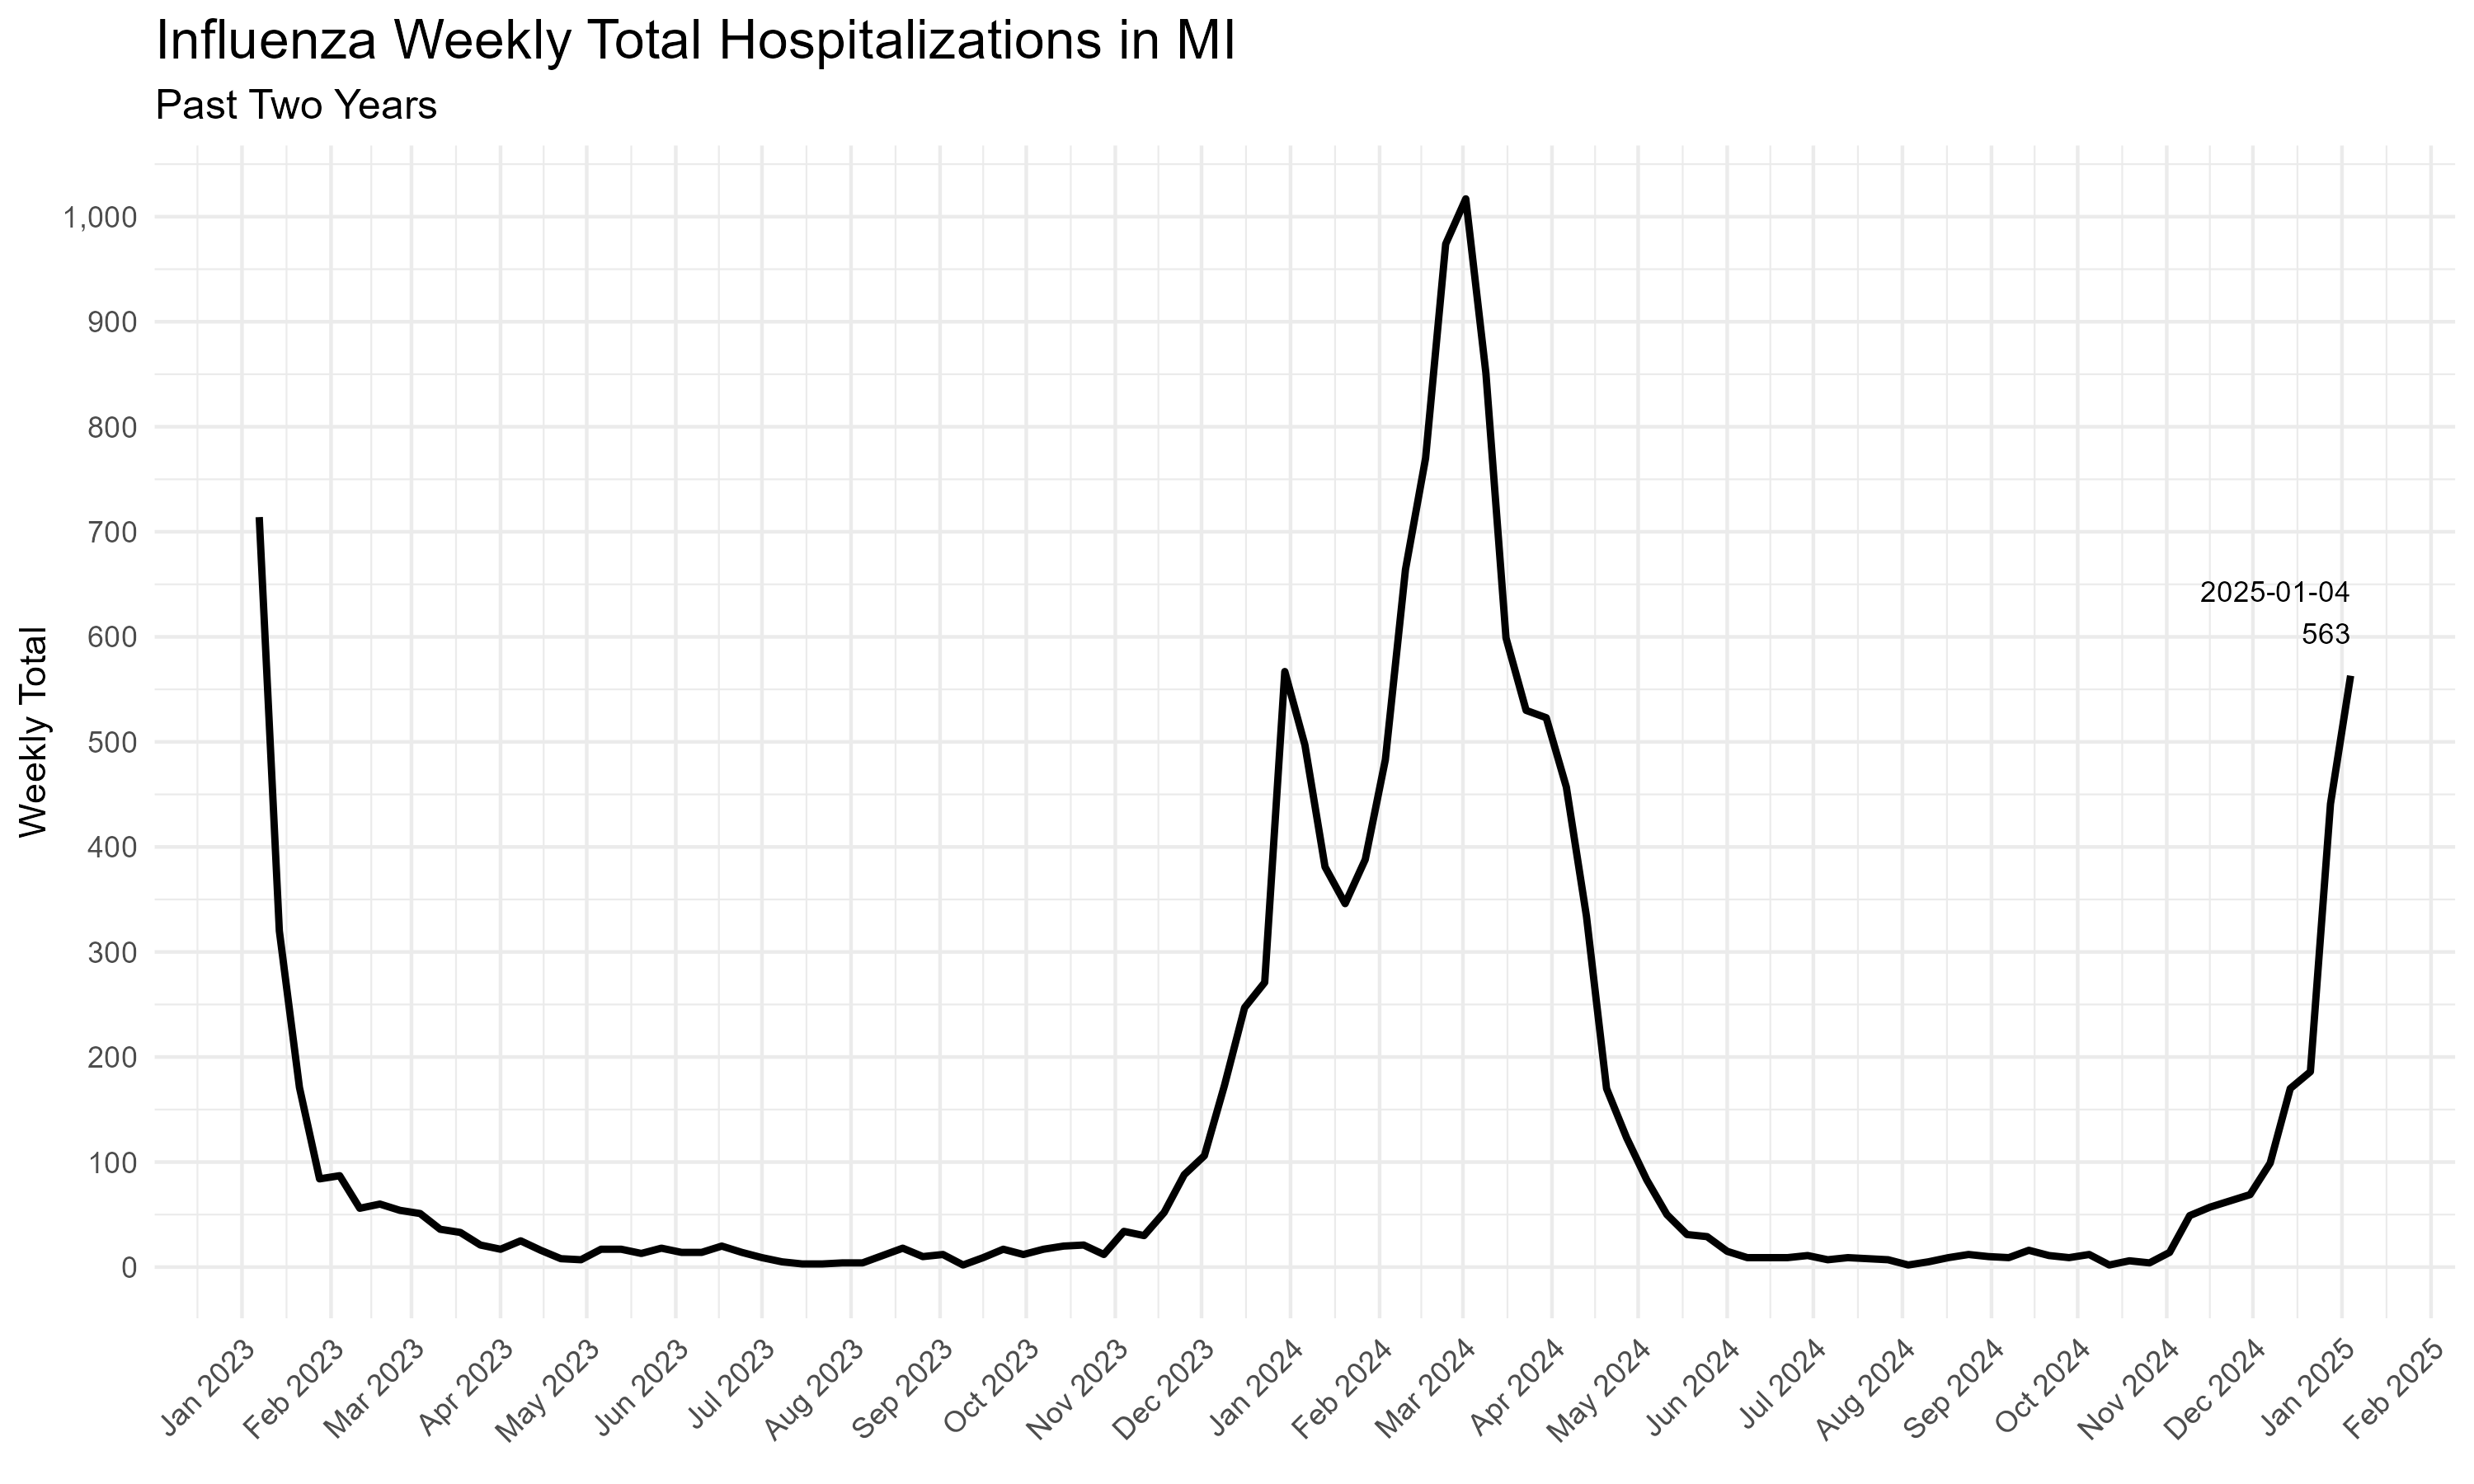 Influenza Weekly Total Hospitalizations in MI
Past Two Years
Weekly Total
1,000
900
800
700
600
500
400
300
200
100
0
2025-01-04
563
Jan 2023
Feb 2023
Mar 2023
Apr 2023
May 2023
Jun 2023
Jul 2023
Aug 2023
Sep 2023
Oct 2023
Nov 2023
Dec 2023
Jan 2024
Feb 2024
Mar 2024
Apr 2024
May 2024
Jun 2024
Jul 2024
Aug 2024
Sep 2024
Oct 2024
Nov 2024
Dec 2024
Jan 2025
Feb 2025